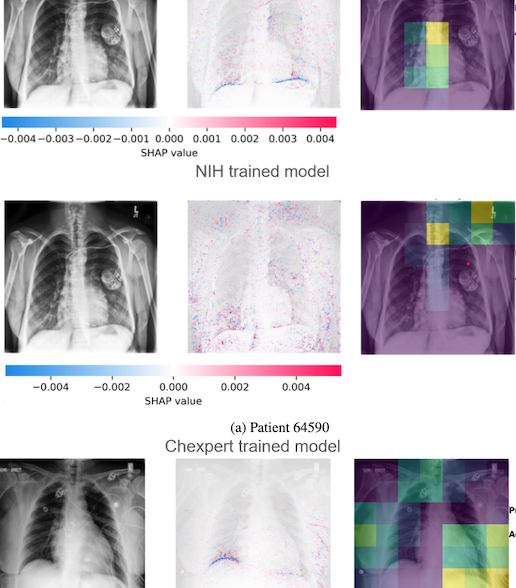 −0.004 −0.003 −0.002 −0.001 0.000 0.001 0.002 0.003 0.004
SHAP value
NIH trained model
L
−0.004 −0.002 0.000 0.002 0.004
SHAP value
(a) Patient 64590
Chexpert trained model
P
A